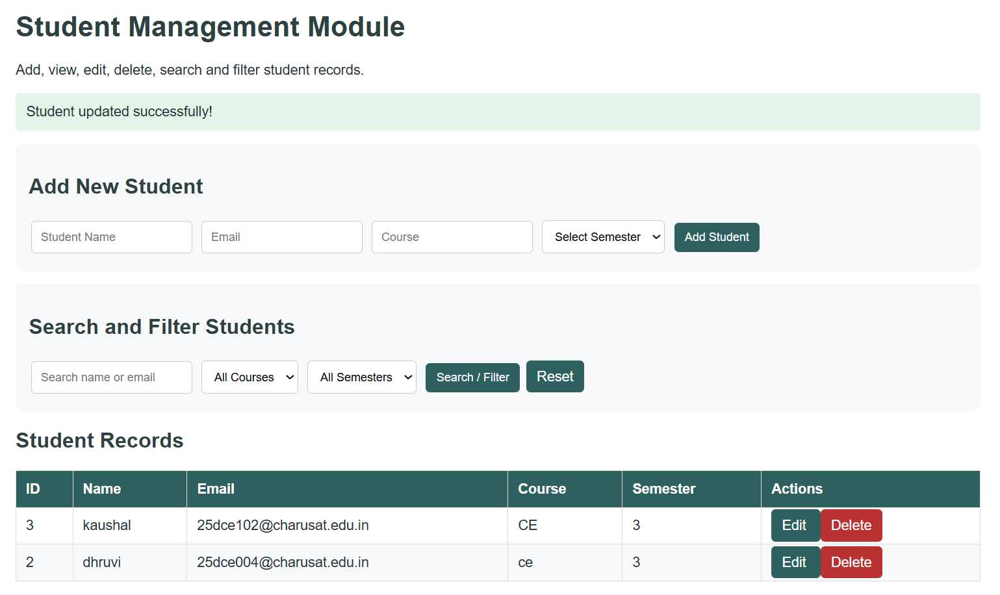 Student Management Module
Add, view, edit, delete, search and filter student records.
Student updated successfully!
Add New Student
Student Name Email Course Select Semester Add Student
Search and Filter Students
Search name or email All Courses All Semesters Search / Filter Reset
Student Records
ID Name Email Course Semester Actions
3 kaushal 25dce102@charusat.edu.in CE 3 Edit Delete
2 dhruvi 25dce004@charusat.edu.in ce 3 Edit Delete